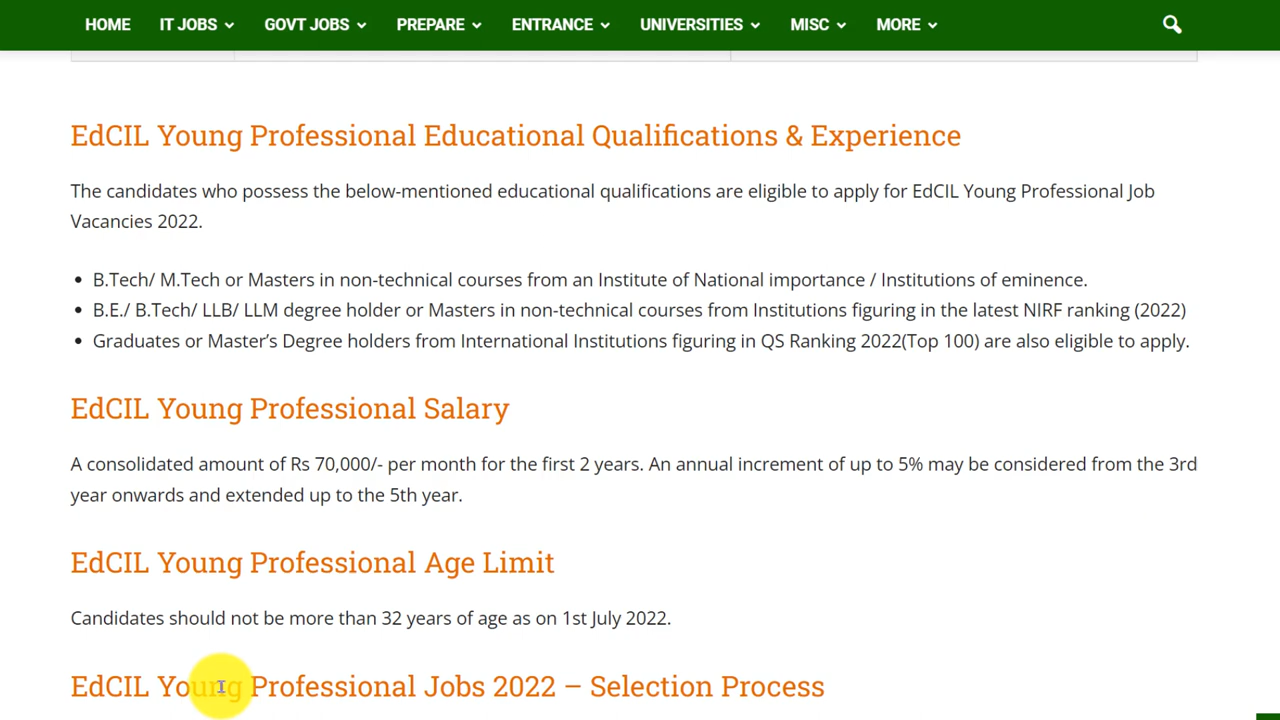 HOME IT JOBS GOVT JOBS PREPARE ENTRANCE UNIVERSITIES MISC MORE
EdCIL Young Professional Educational Qualifications & Experience
The candidates who possess the below-mentioned educational qualifications are eligible to apply for EdCIL Young Professional Job
Vacancies 2022.
• B.Tech/ M.Tech or Masters in non-technical courses from an Institute of National importance / Institutions of eminence.
• B.E./ B.Tech/ LLB/ LLM degree holder or Masters in non-technical courses from Institutions figuring in the latest NIRF ranking (2022)
• Graduates or Master’s Degree holders from International Institutions figuring in QS Ranking 2022(Top 100) are also eligible to apply.
EdCIL Young Professional Salary
A consolidated amount of Rs 70,000/- per month for the first 2 years. An annual increment of up to 5% may be considered from the 3rd
year onwards and extended up to the 5th year.
EdCIL Young Professional Age Limit
Candidates should not be more than 32 years of age as on 1st July 2022.
EdCIL Young Professional Jobs 2022 – Selection Process